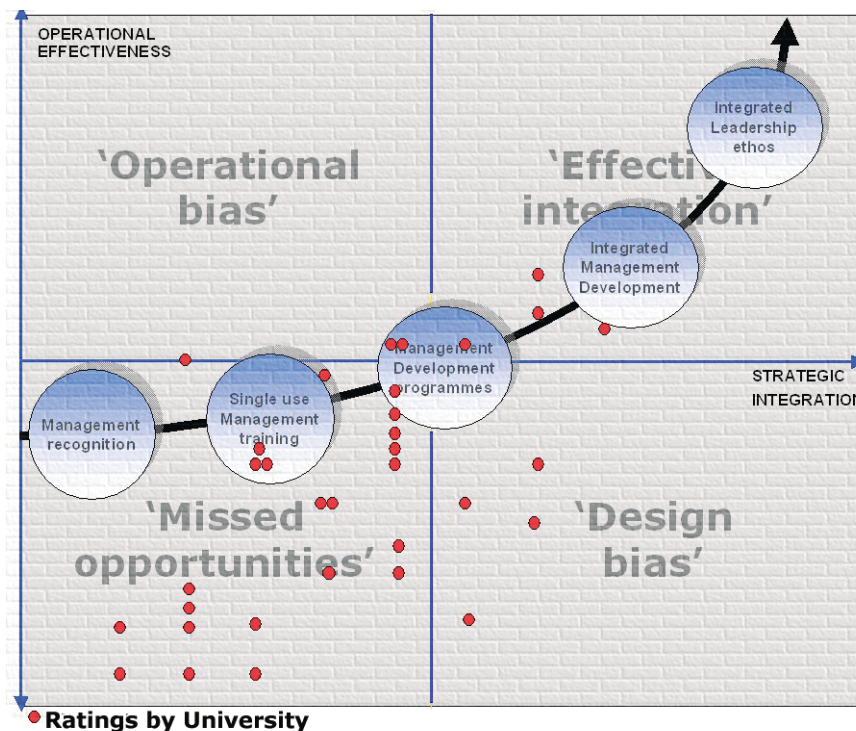 OPERATIONAL
EFFECTIVENESS
Integrated
Leadership
ethos
‘Operational
bias’
‘Effective
integration’
Integrated
Management
Development
Management
Development
programmes
STRATEGIC
INTEGRATION
Single use
Management
training
Management
recognition
‘Missed
opportunities’
‘Design
bias’
Ratings by University